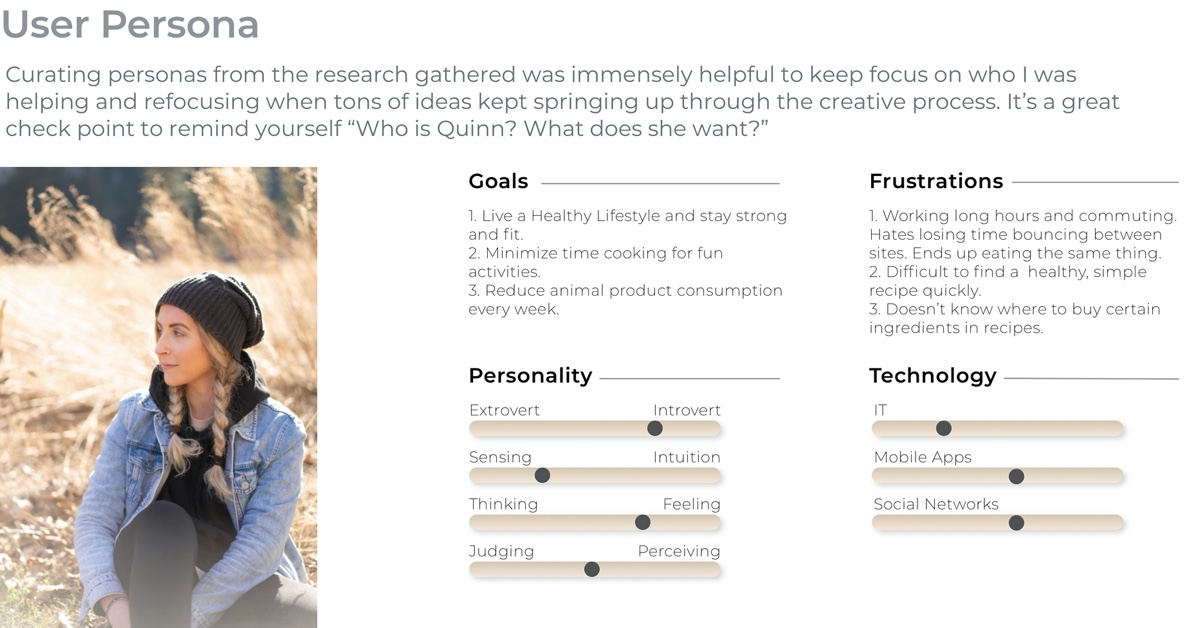 User Persona
Curating personas from the research gathered was immensely helpful to keep focus on who I was
helping and refocusing when tons of ideas kept springing up through the creative process. It’s a great
check point to remind yourself “Who is Quinn? What does she want?”
Goals
1. Live a Healthy Lifestyle and stay strong
and fit.
2. Minimize time cooking for fun
activities.
3. Reduce animal product consumption
every week.
Frustrations
1. Working long hours and commuting.
Hates losing time bouncing between
sites. Ends up eating the same thing.
2. Difficult to find a  healthy, simple
recipe quickly.
3. Doesn’t know where to buy certain
ingredients in recipes.
Personality
Extrovert Introvert
Sensing Intuition
Thinking Feeling
Judging Perceiving
Technology
IT
Mobile Apps
Social Networks